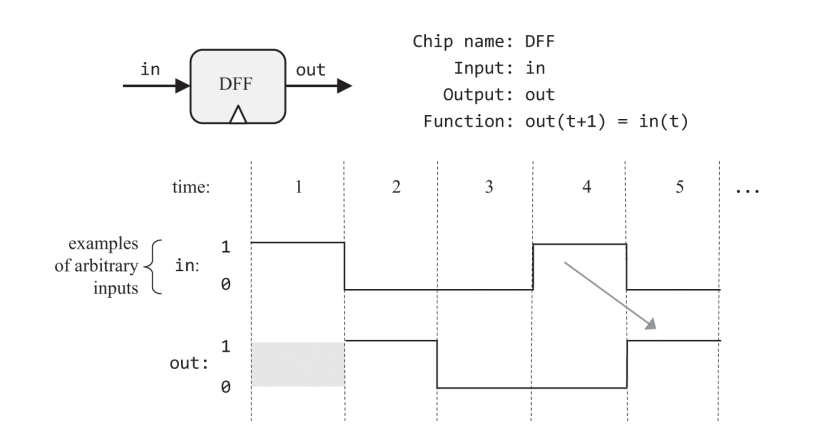 in
DFF
out
Chip name: DFF
Input: in
Output: out
Function: out(t+1) = in(t)
time: 1 2 3 4 5 ...
examples
of arbitrary
inputs
in:
1
0
out:
1
0